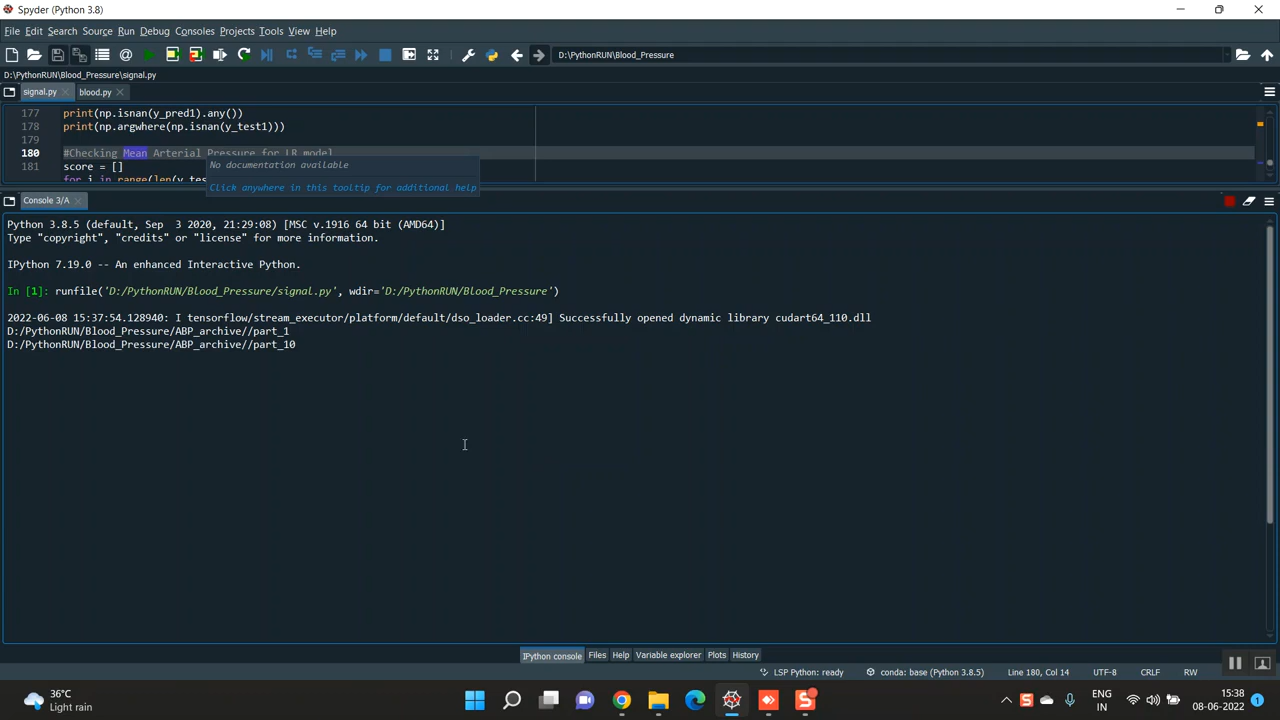 Spyder (Python 3.8)
File Edit Search Source Run Debug Consoles Projects Tools View Help
D:\PythonRUN\Blood_Pressure
D:\PythonRUN\Blood_Pressure\signal.py
signal.py blood.py
177 print(np.isnan(y_pred1).any())
178 print(np.argwhere(np.isnan(y_test1)))
179
180 #Checking Mean Arterial Pressure for LR model
No documentation available
181 score = []
for i in range(len(y_tes
Click anywhere in this tooltip for additional help
Console 3/A
Python 3.8.5 (default, Sep  3 2020, 21:29:08) [MSC v.1916 64 bit (AMD64)]
Type "copyright", "credits" or "license" for more information.
IPython 7.19.0 -- An enhanced Interactive Python.
In [1]: runfile('D:/PythonRUN/Blood_Pressure/signal.py', wdir='D:/PythonRUN/Blood_Pressure')
2022-06-08 15:37:54.128940: I tensorflow/stream_executor/platform/default/dso_loader.cc:49] Successfully opened dynamic library cudart64_110.dll
D:/PythonRUN/Blood_Pressure/ABP_archive//part_1
D:/PythonRUN/Blood_Pressure/ABP_archive//part_10
IPython console Files Help Variable explorer Plots History
LSP Python: ready conda: base (Python 3.8.5) Line 180, Col 14 UTF-8 CRLF RW
36°C
Light rain
ENG
IN
15:38
08-06-2022
1